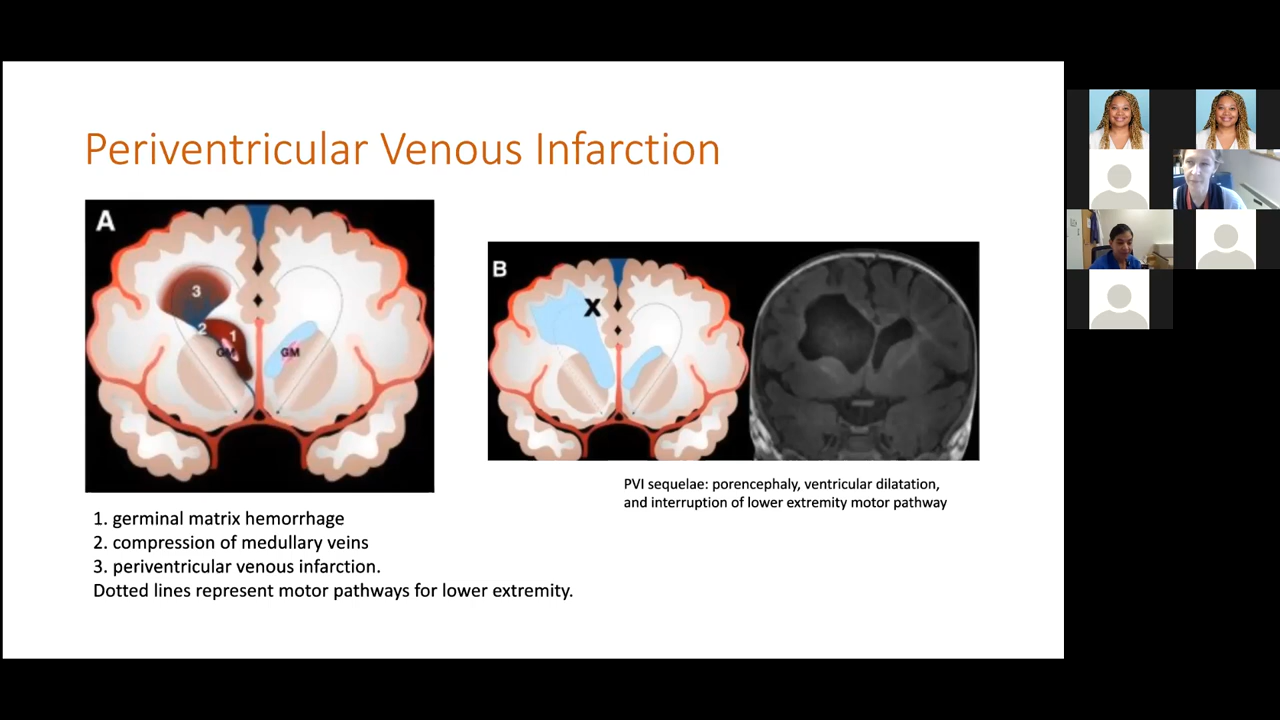 Periventricular Venous Infarction
A
3
2
1
GM
GM
1. germinal matrix hemorrhage
2. compression of medullary veins
3. periventricular venous infarction.
Dotted lines represent motor pathways for lower extremity.
B
X
PVI sequelae: porencephaly, ventricular dilatation,
and interruption of lower extremity motor pathway